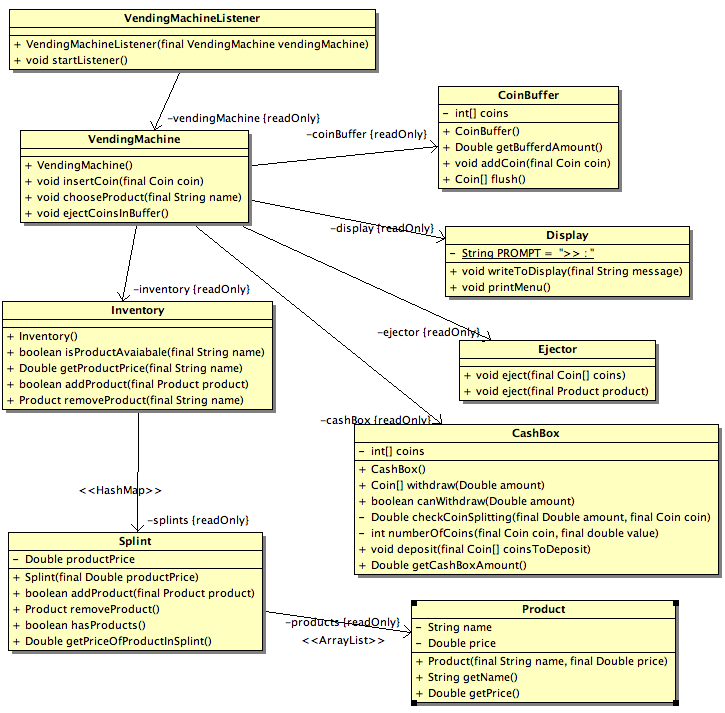 VendingMachineListener
+ VendingMachineListener(final VendingMachine vendingMachine)
+ void startListener()
-vendingMachine {readOnly}
VendingMachine
+ VendingMachine()
+ void insertCoin(final Coin coin)
+ void chooseProduct(final String name)
+ void ejectCoinsInBuffer()
-coinBuffer {readOnly}
CoinBuffer
- int[] coins
+ CoinBuffer()
+ Double getBufferdAmount()
+ void addCoin(final Coin coin)
+ Coin[] flush()
-display {readOnly}
Display
- String PROMPT = ">> : "
+ void writeToDisplay(final String message)
+ void printMenu()
-inventory {readOnly}
Inventory
+ Inventory()
+ boolean isProductAvaiabale(final String name)
+ Double getProductPrice(final String name)
+ boolean addProduct(final Product product)
+ Product removeProduct(final String name)
-ejector {readOnly}
Ejector
+ void eject(final Coin[] coins)
+ void eject(final Product product)
-cashBox {readOnly}
CashBox
- int[] coins
+ CashBox()
+ Coin[] withdraw(Double amount)
+ boolean canWithdraw(Double amount)
- Double checkCoinSplitting(final Double amount, final Coin coin)
- int numberOfCoins(final Coin coin, final double value)
+ void deposit(final Coin[] coinsToDeposit)
+ Double getCashBoxAmount()
<<HashMap>>
-splints {readOnly}
Splint
- Double productPrice
+ Splint(final Double productPrice)
+ boolean addProduct(final Product product)
+ Product removeProduct()
+ boolean hasProducts()
+ Double getPriceOfProductInSplint()
-products {readOnly}
<<ArrayList>>
Product
- String name
- Double price
+ Product(final String name, final Double price)
+ String getName()
+ Double getPrice()